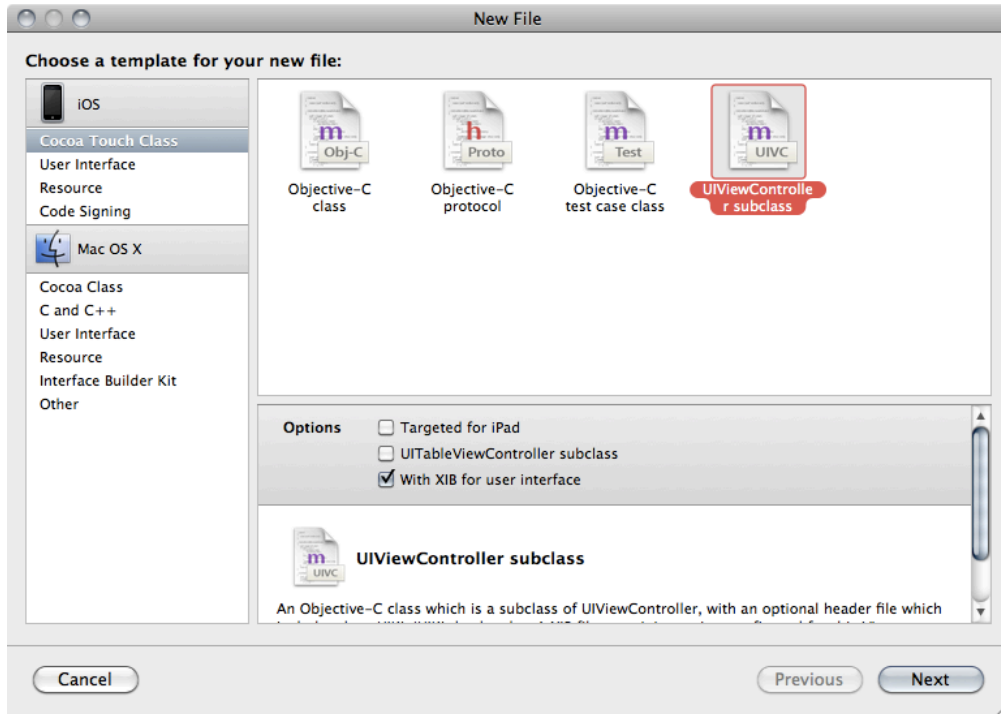 New File
Choose a template for your new file:
iOS
Cocoa Touch Class
User Interface
Resource
Code Signing
Mac OS X
Cocoa Class
C and C++
User Interface
Resource
Interface Builder Kit
Other
m
Obj-C
Objective-C
class
h
Proto
Objective-C
protocol
m
Test
Objective-C
test case class
m
UIVC
UIViewControlle
r subclass
Options
Targeted for iPad
UITableViewController subclass
With XIB for user interface
m
UIVC
UIViewController subclass
An Objective-C class which is a subclass of UIViewController, with an optional header file which
Cancel
Previous
Next